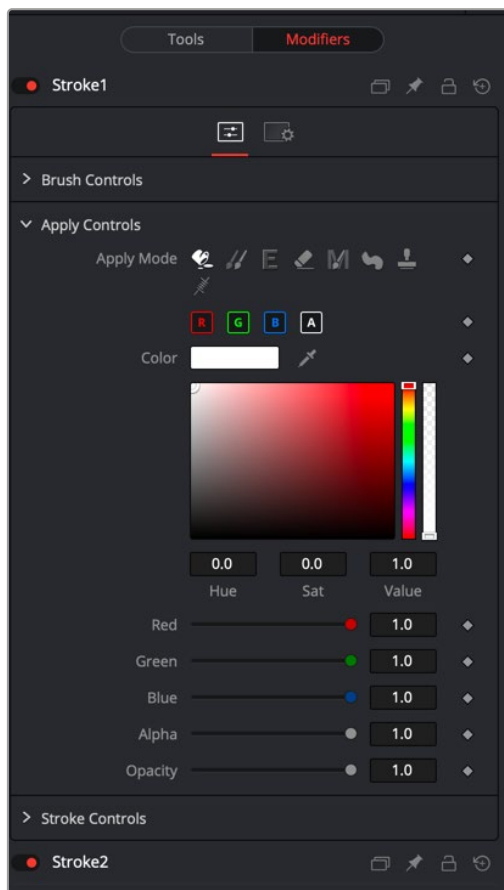 Tools Modifiers
Stroke1
Brush Controls
Apply Controls
Apply Mode
R G B A
Color
0.0 0.0 1.0
Hue Sat Value
Red 1.0
Green 1.0
Blue 1.0
Alpha 1.0
Opacity 1.0
Stroke Controls
Stroke2